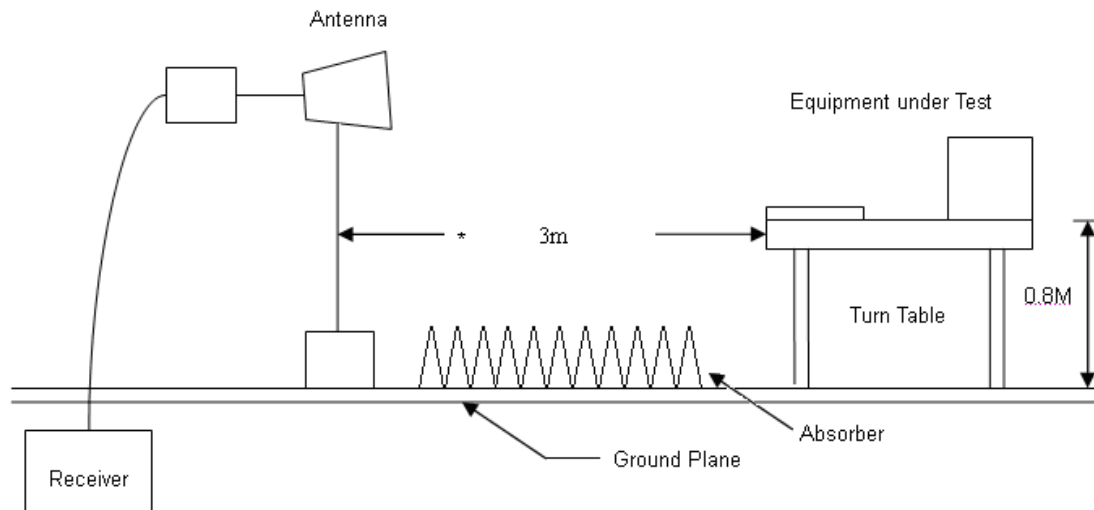 Antenna
Equipment under Test
* 3m
0.8M
Turn Table
Absorber
Ground Plane
Receiver